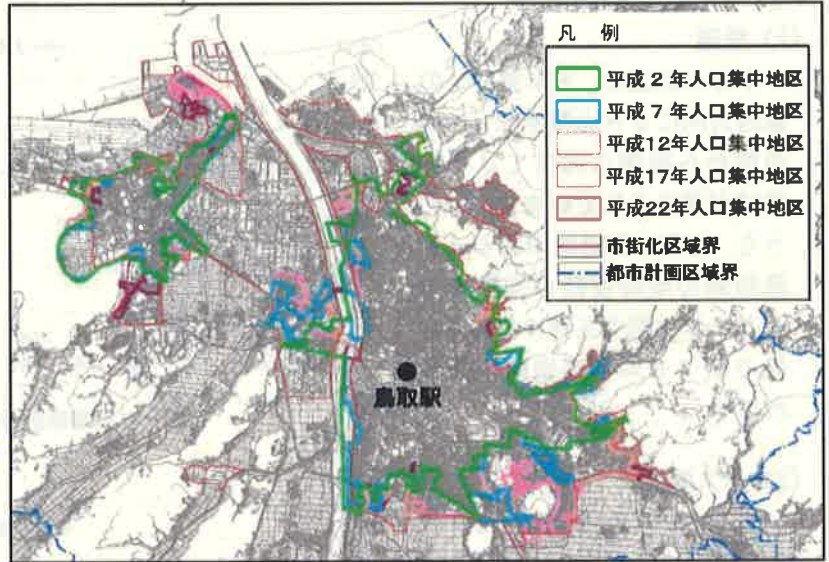 凡 例
平成 2 年人口集中地区
平成 7 年人口集中地区
平成12年人口集中地区
平成17年人口集中地区
平成22年人口集中地区
市街化区域界
都市計画区域界
鳥取駅